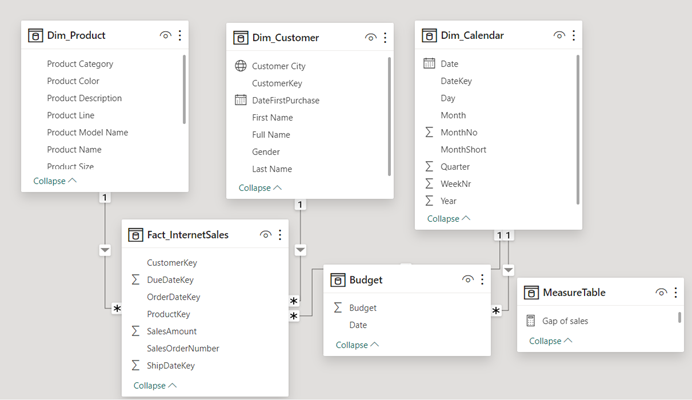 Dim_Product
Product Category
Product Color
Product Description
Product Line
Product Model Name
Product Name
Product Size
Collapse
Dim_Customer
Customer City
CustomerKey
DateFirstPurchase
First Name
Full Name
Gender
Last Name
Collapse
Dim_Calendar
Date
DateKey
Day
Month
MonthNo
MonthShort
Quarter
WeekNr
Year
Collapse
1
1
1 1
Fact_InternetSales
CustomerKey
DueDateKey
OrderDateKey
ProductKey
SalesAmount
SalesOrderNumber
ShipDateKey
Collapse
*
*
*
Budget
Budget
Date
Collapse
*
MeasureTable
Gap of sales
Collapse